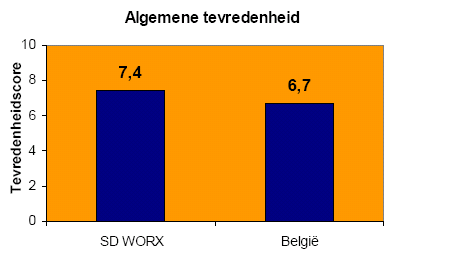 Algemene tevredenheid
Tevredenheidscore
10
8
6
4
2
0
7,4
6,7
SD WORX
België